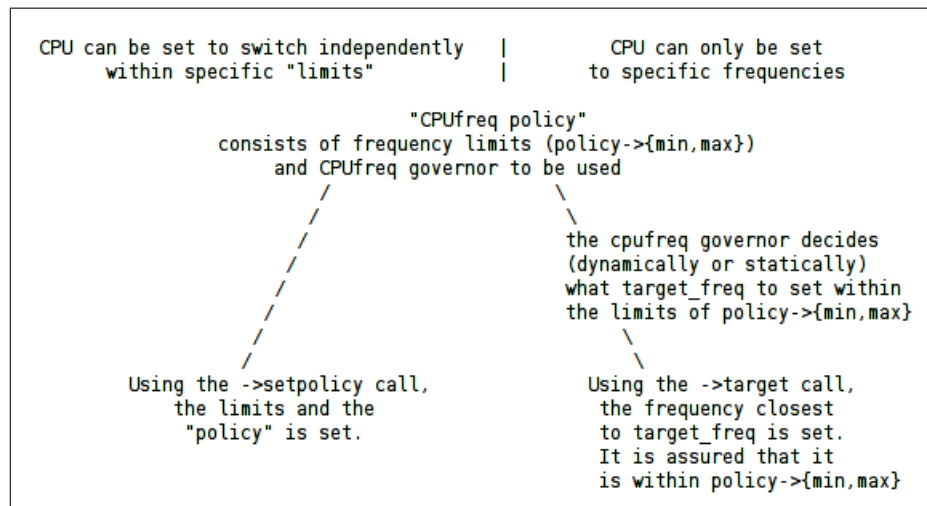 CPU can be set to switch independently | CPU can only be set
within specific "limits" | to specific frequencies
"CPUfreq policy"
consists of frequency limits (policy->{min,max})
and CPUfreq governor to be used
/ \
/ \
/ the cpufreq governor decides
/ (dynamically or statically)
/ what target_freq to set within
/ the limits of policy->{min,max}
/ \
/ \
Using the ->setpolicy call, Using the ->target call,
the limits and the the frequency closest
"policy" is set. to target_freq is set.
It is assured that it
is within policy->{min,max}